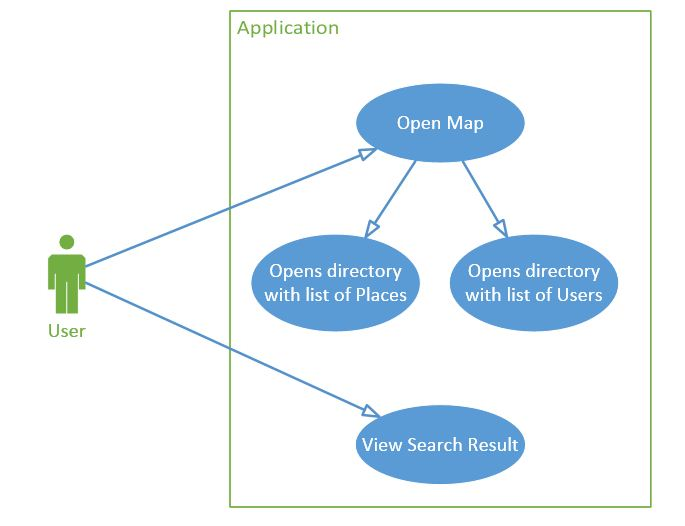 Application
Open Map
Opens directory
with list of Places
Opens directory
with list of Users
User
View Search Result